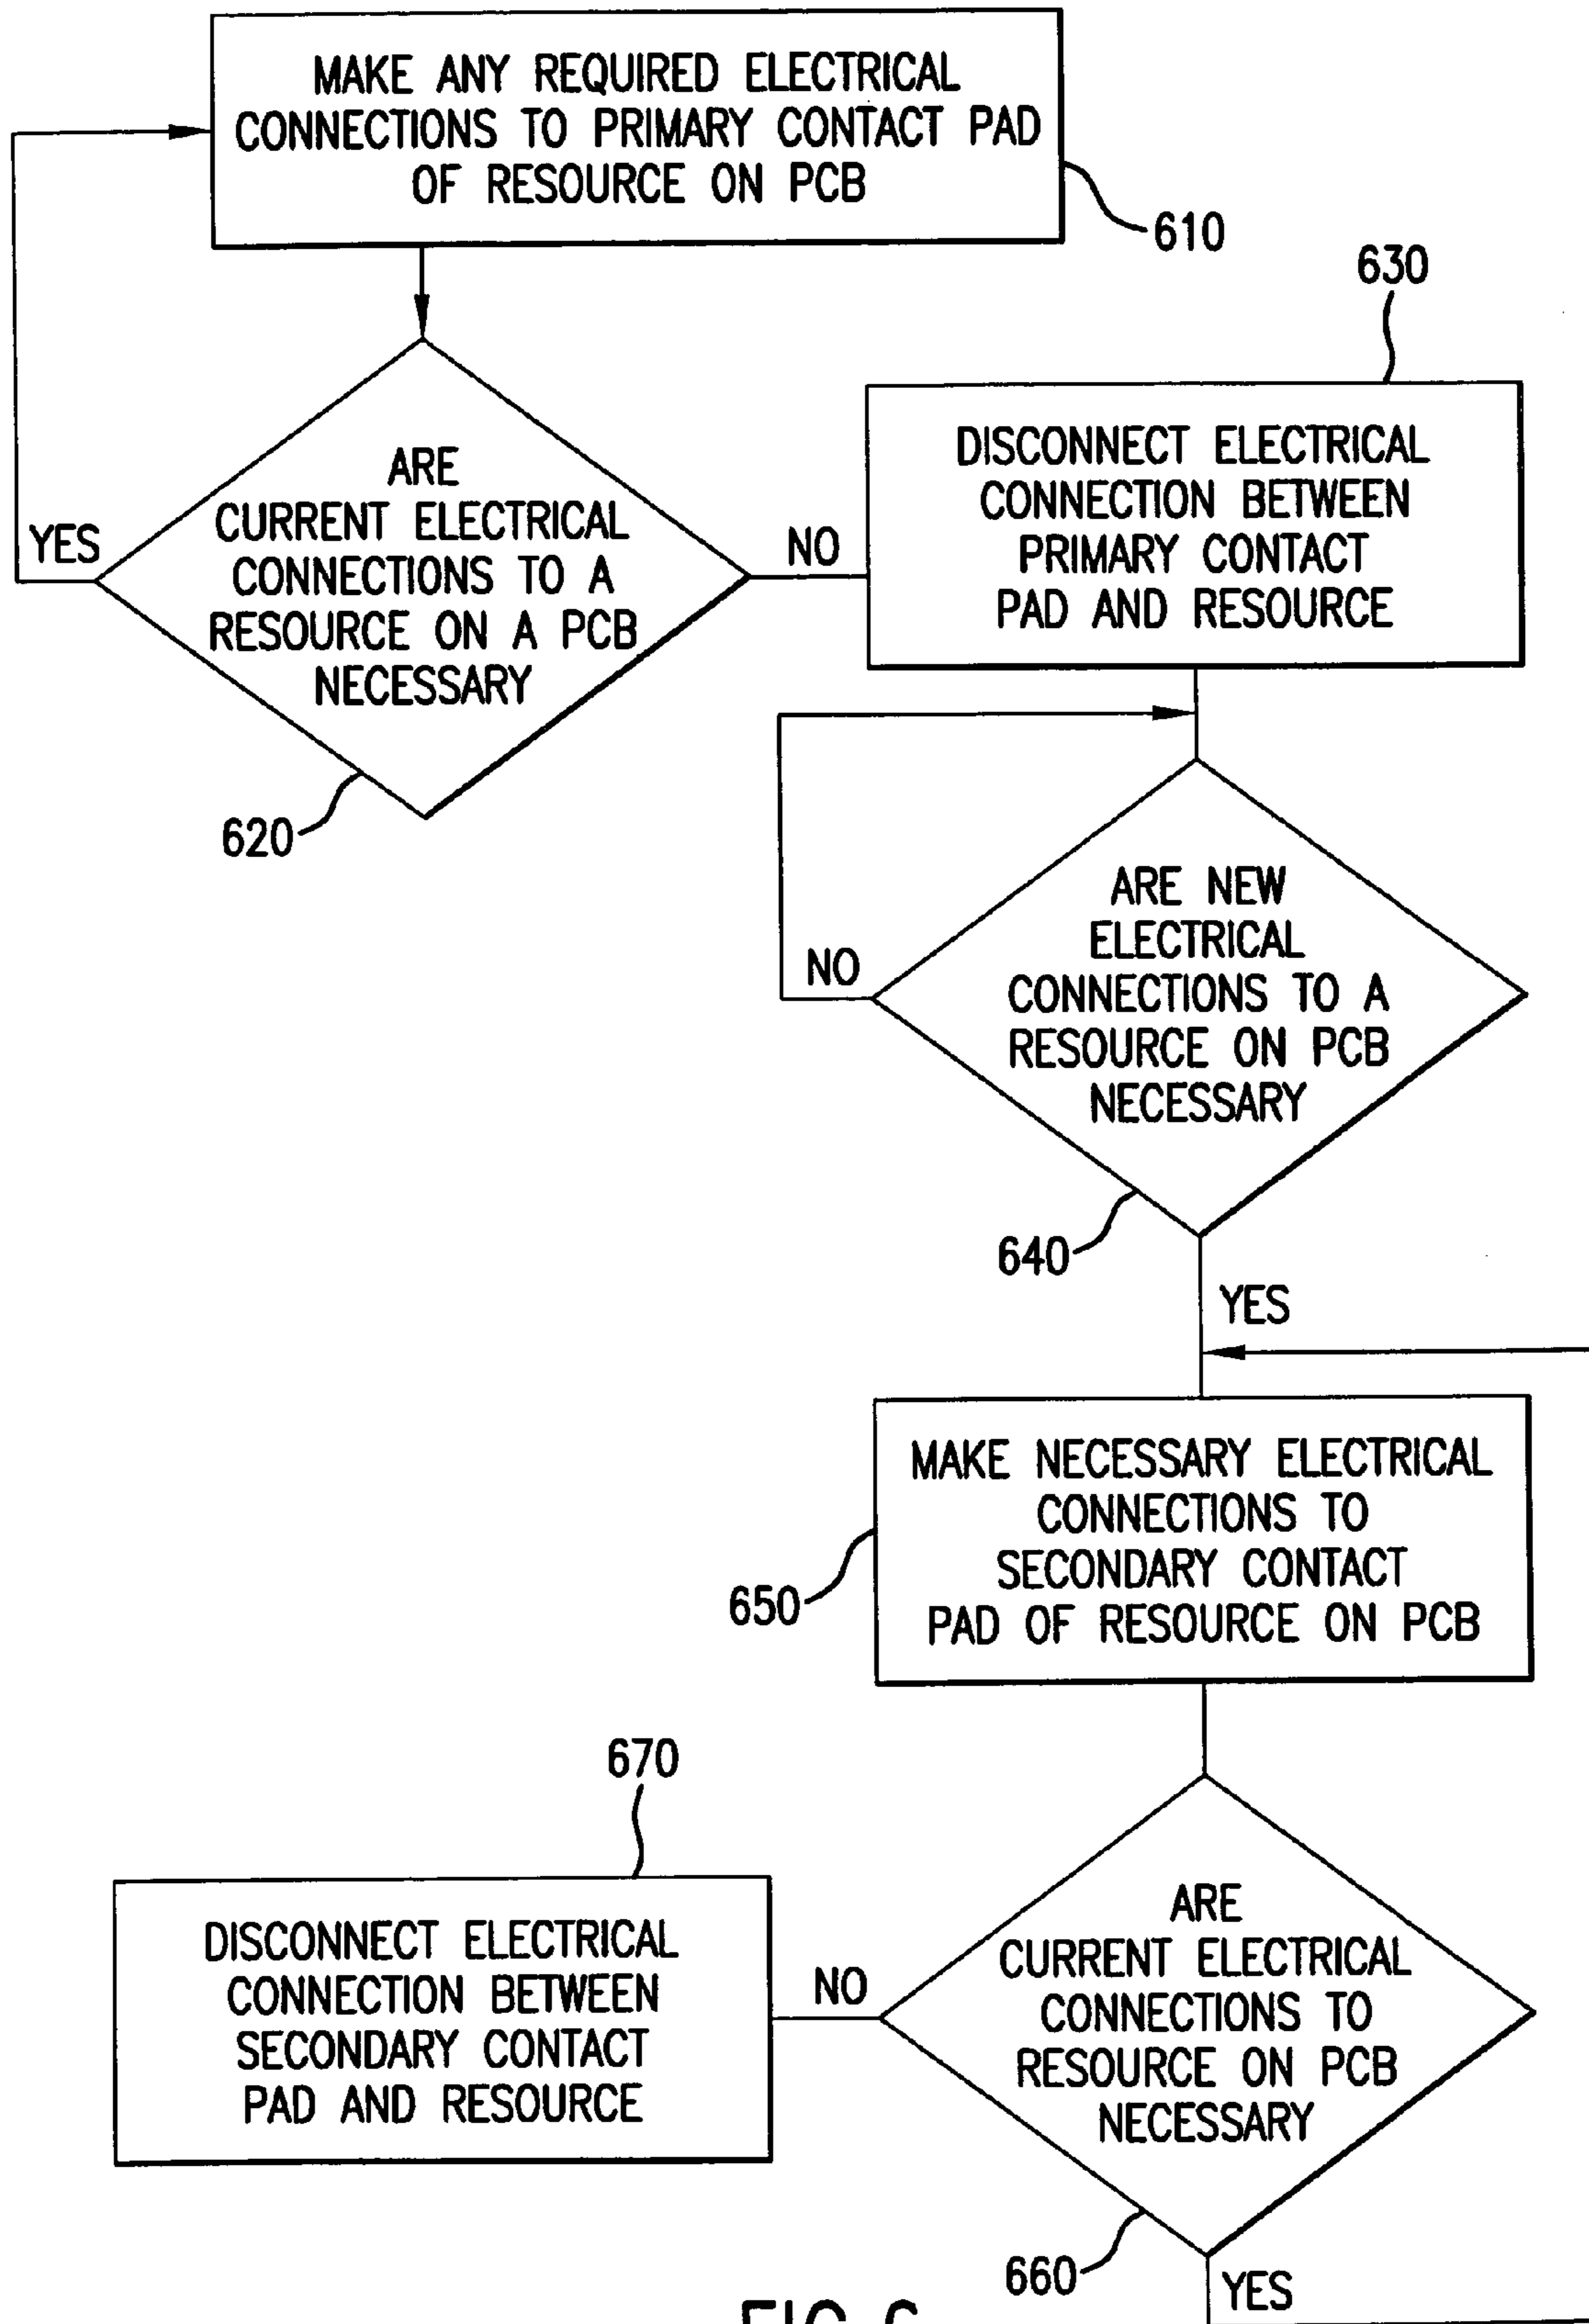 MAKE ANY REQUIRED ELECTRICAL
CONNECTIONS TO PRIMARY CONTACT PAD
OF RESOURCE ON PCB
610
630
ARE
CURRENT ELECTRICAL
CONNECTIONS TO A
RESOURCE ON A PCB
NECESSARY
YES
NO
620
DISCONNECT ELECTRICAL
CONNECTION BETWEEN
PRIMARY CONTACT
PAD AND RESOURCE
ARE NEW
ELECTRICAL
CONNECTIONS TO A
RESOURCE ON PCB
NECESSARY
NO
640
YES
MAKE NECESSARY ELECTRICAL
CONNECTIONS TO
SECONDARY CONTACT
PAD OF RESOURCE ON PCB
650
670
DISCONNECT ELECTRICAL
CONNECTION BETWEEN
SECONDARY CONTACT
PAD AND RESOURCE
NO
ARE
CURRENT ELECTRICAL
CONNECTIONS TO
RESOURCE ON PCB
NECESSARY
660
YES
FIG.6